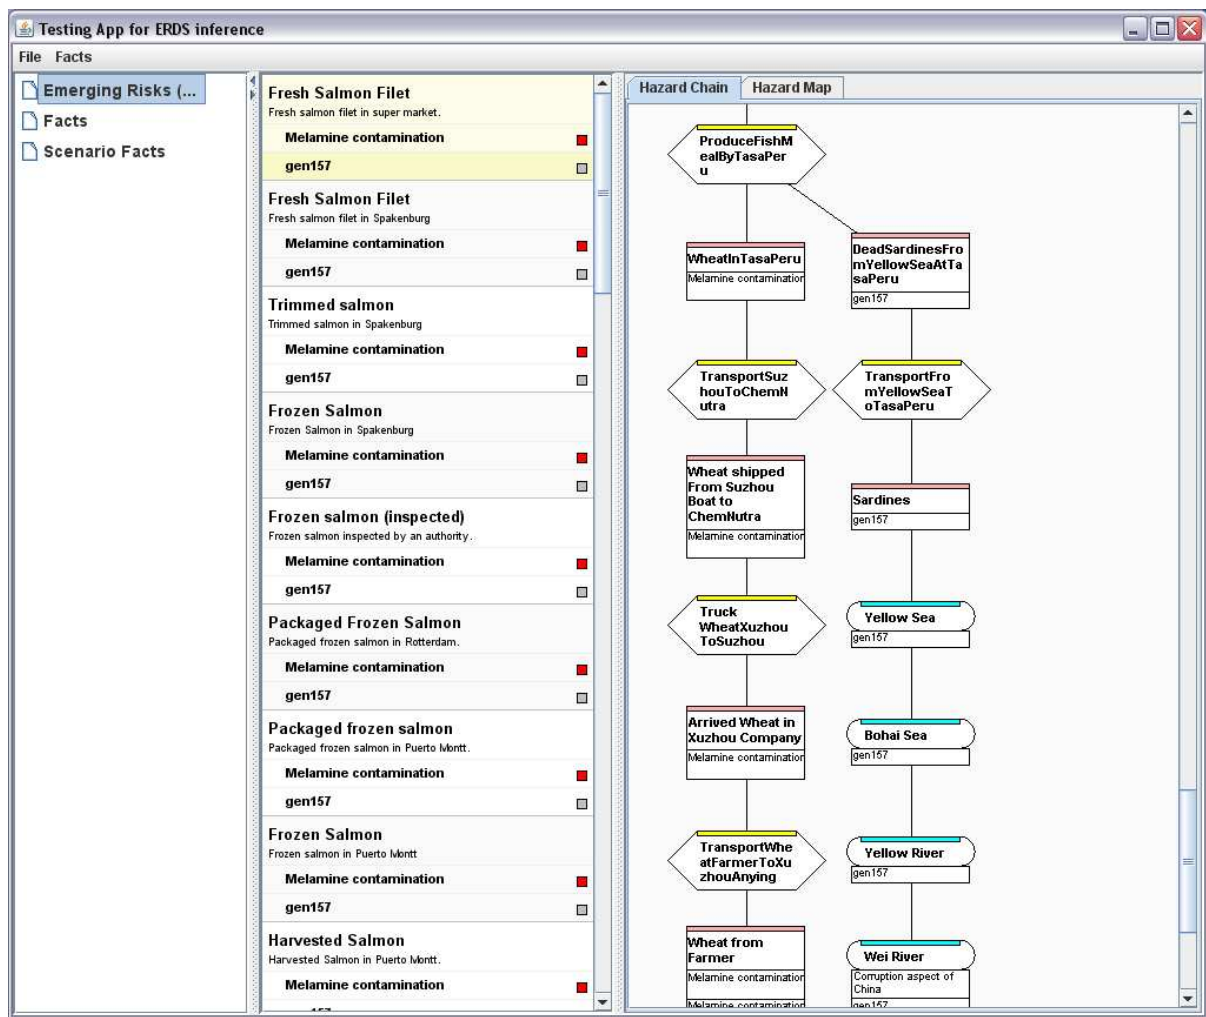 Testing App for ERDS inference
File Facts
Emerging Risks (...
Facts
Scenario Facts
Fresh Salmon Filet
Fresh salmon filet in super market.
Melamine contamination
gen157
Fresh Salmon Filet
Fresh salmon filet in Spakenburg
Melamine contamination
gen157
Trimmed salmon
Trimmed salmon in Spakenburg
Melamine contamination
gen157
Frozen Salmon
Frozen Salmon in Spakenburg
Melamine contamination
gen157
Frozen salmon (inspected)
Frozen salmon inspected by an authority.
Melamine contamination
gen157
Packaged Frozen Salmon
Packaged frozen salmon in Rotterdam.
Melamine contamination
gen157
Packaged frozen salmon
Packaged frozen salmon in Puerto Montt.
Melamine contamination
gen157
Frozen Salmon
Frozen salmon in Puerto Montt
Melamine contamination
gen157
Harvested Salmon
Harvested Salmon in Puerto Montt.
Melamine contamination
Hazard Chain
Hazard Map
ProduceFishM
ealByTasaPer
u
WheatInTasaPeru
Melamine contamination
DeadSardinesFro
mYellowSeaAtTa
saPeru
gen157
TransportSuz
houToChemN
utra
TransportFro
mYellowSeaT
oTasaPeru
Wheat shipped
From Suzhou
Boat to
ChemNutra
Melamine contamination
Sardines
gen157
Truck
WheatXuzhou
ToSuzhou
Yellow Sea
gen157
Arrived Wheat in
Xuzhou Company
Melamine contamination
Bohai Sea
gen157
TransportWhe
atFarmerToXu
zhouAnying
Yellow River
gen157
Wheat from
Farmer
Melamine contamination
Melamine contamination
Wei River
Corruption aspect of
China
gen157